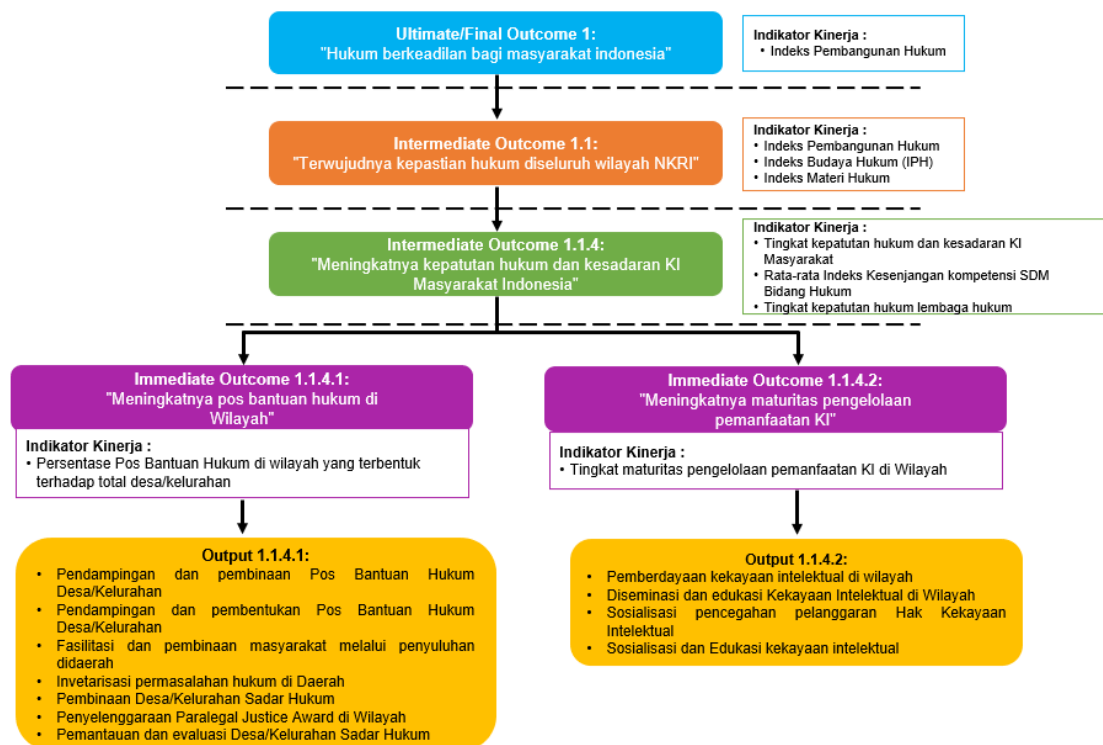 Ultimate/Final Outcome 1:
"Hukum berkeadilan bagi masyarakat indonesia"
Indikator Kinerja :
• Indeks Pembangunan Hukum
Intermediate Outcome 1.1:
"Terwujudnya kepastian hukum diseluruh wilayah NKRI"
Indikator Kinerja :
• Indeks Pembangunan Hukum
• Indeks Budaya Hukum (IPH)
• Indeks Materi Hukum
Intermediate Outcome 1.1.4:
"Meningkatnya kepatutan hukum dan kesadaran KI
Masyarakat Indonesia"
Indikator Kinerja :
• Tingkat kepatutan hukum dan kesadaran KI
Masyarakat
• Rata-rata Indeks Kesenjangan kompetensi SDM
Bidang Hukum
• Tingkat kepatutan hukum lembaga hukum
Immediate Outcome 1.1.4.1:
"Meningkatnya pos bantuan hukum di
Wilayah"
Indikator Kinerja :
• Persentase Pos Bantuan Hukum di wilayah yang terbentuk
terhadap total desa/kelurahan
Immediate Outcome 1.1.4.2:
"Meningkatnya maturitas pengelolaan
pemanfaatan KI"
Indikator Kinerja :
• Tingkat maturitas pengelolaan pemanfaatan KI di Wilayah
Output 1.1.4.1:
• Pendampingan dan pembinaan Pos Bantuan Hukum
Desa/Kelurahan
• Pendampingan dan pembentukan Pos Bantuan Hukum
Desa/Kelurahan
• Fasilitasi dan pembinaan masyarakat melalui penyuluhan
didaerah
• Invetarisasi permasalahan hukum di Daerah
• Pembinaan Desa/Kelurahan Sadar Hukum
• Penyelenggaraan Paralegal Justice Award di Wilayah
• Pemantauan dan evaluasi Desa/Kelurahan Sadar Hukum
Output 1.1.4.2:
• Pemberdayaan kekayaan intelektual di wilayah
• Diseminasi dan edukasi Kekayaan Intelektual di Wilayah
• Sosialisasi pencegahan pelanggaran Hak Kekayaan
Intelektual
• Sosialisasi dan Edukasi kekayaan intelektual